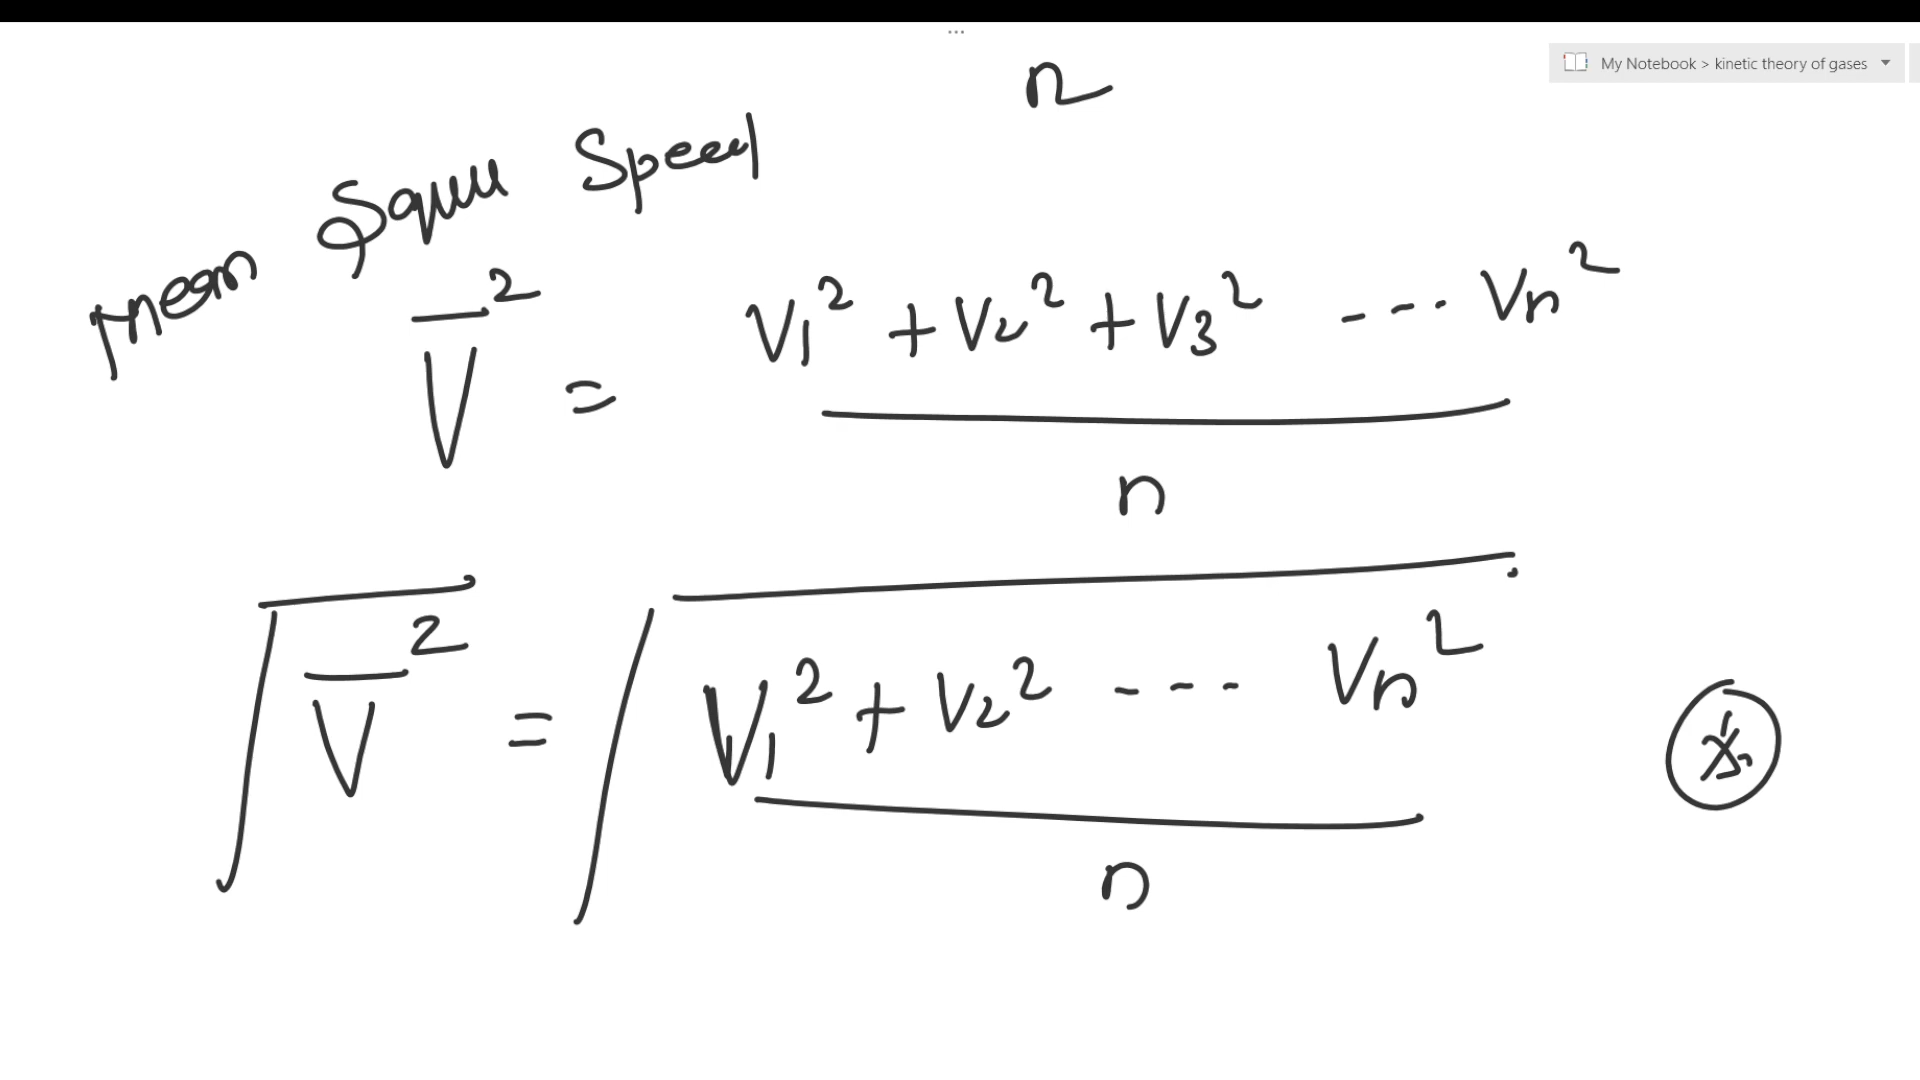 ...
My Notebook > kinetic theory of gases
n
Mean Squu Speed
V̅² = (V₁² + V₂² + V₃² ---- Vn²) / n
√V̅² = √((V₁² + V₂² --- Vn²) / n)